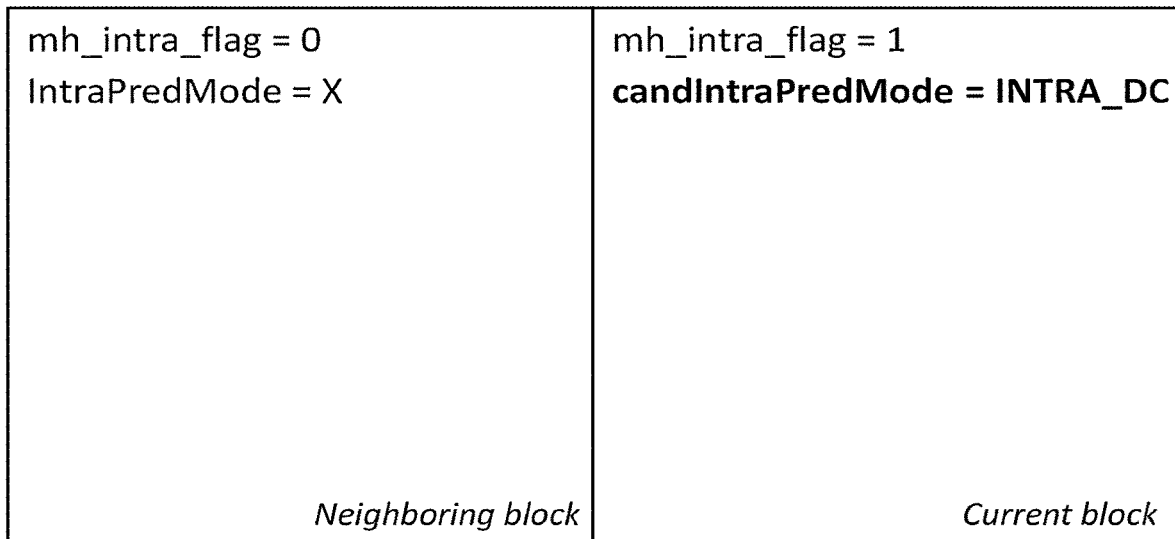 mh_intra_flag = 0
IntraPredMode = X
Neighboring block
mh_intra_flag = 1
candIntraPredMode = INTRA_DC
Current block